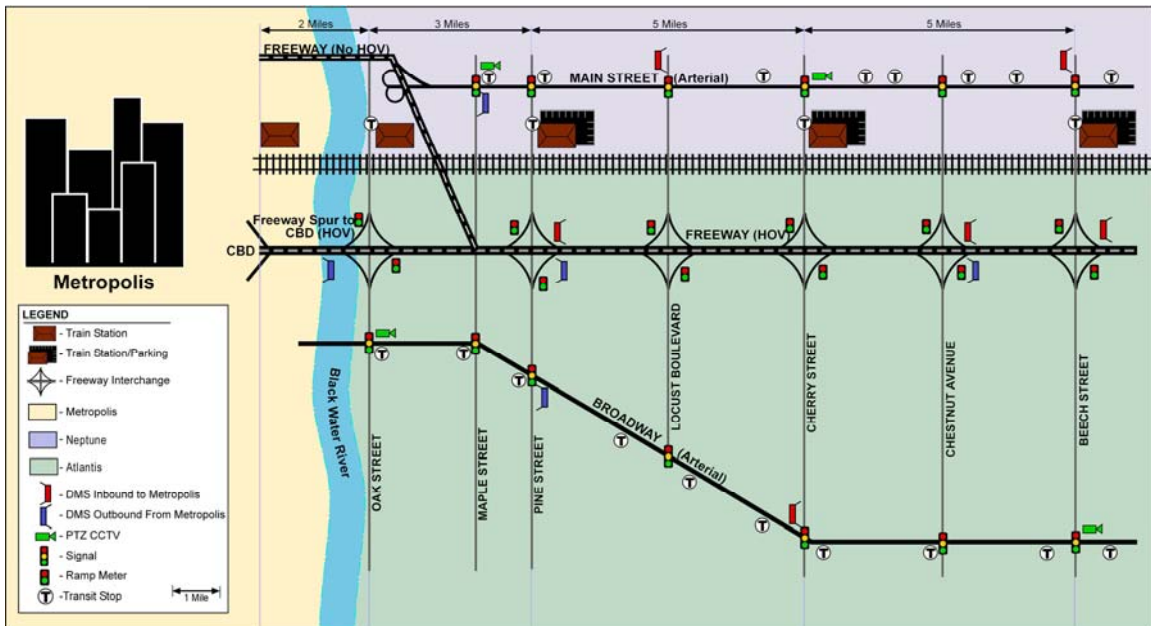 2 Miles
3 Miles
5 Miles
5 Miles
FREEWAY (No HOV)
MAIN STREET (Arterial)
T
T
T
T
T
T
T
T
T
T
T
T
T
T
Freeway Spur to
CBD (HOV)
FREEWAY (HOV)
CBD
Metropolis
LEGEND
- Train Station
- Train Station/Parking
- Freeway Interchange
- Metropolis
- Neptune
- Atlantis
- DMS Inbound to Metropolis
- DMS Outbound From Metropolis
- PTZ CCTV
- Signal
- Ramp Meter
T -Transit Stop
1 Mile
Black Water River
OAK STREET
MAPLE STREET
PINE STREET
LOCUST BOULEVARD
CHERRY STREET
CHESTNUT AVENUE
BEECH STREET
BROADWAY
(Arterial)
T
T
T
T
T
T
T
T
T
T